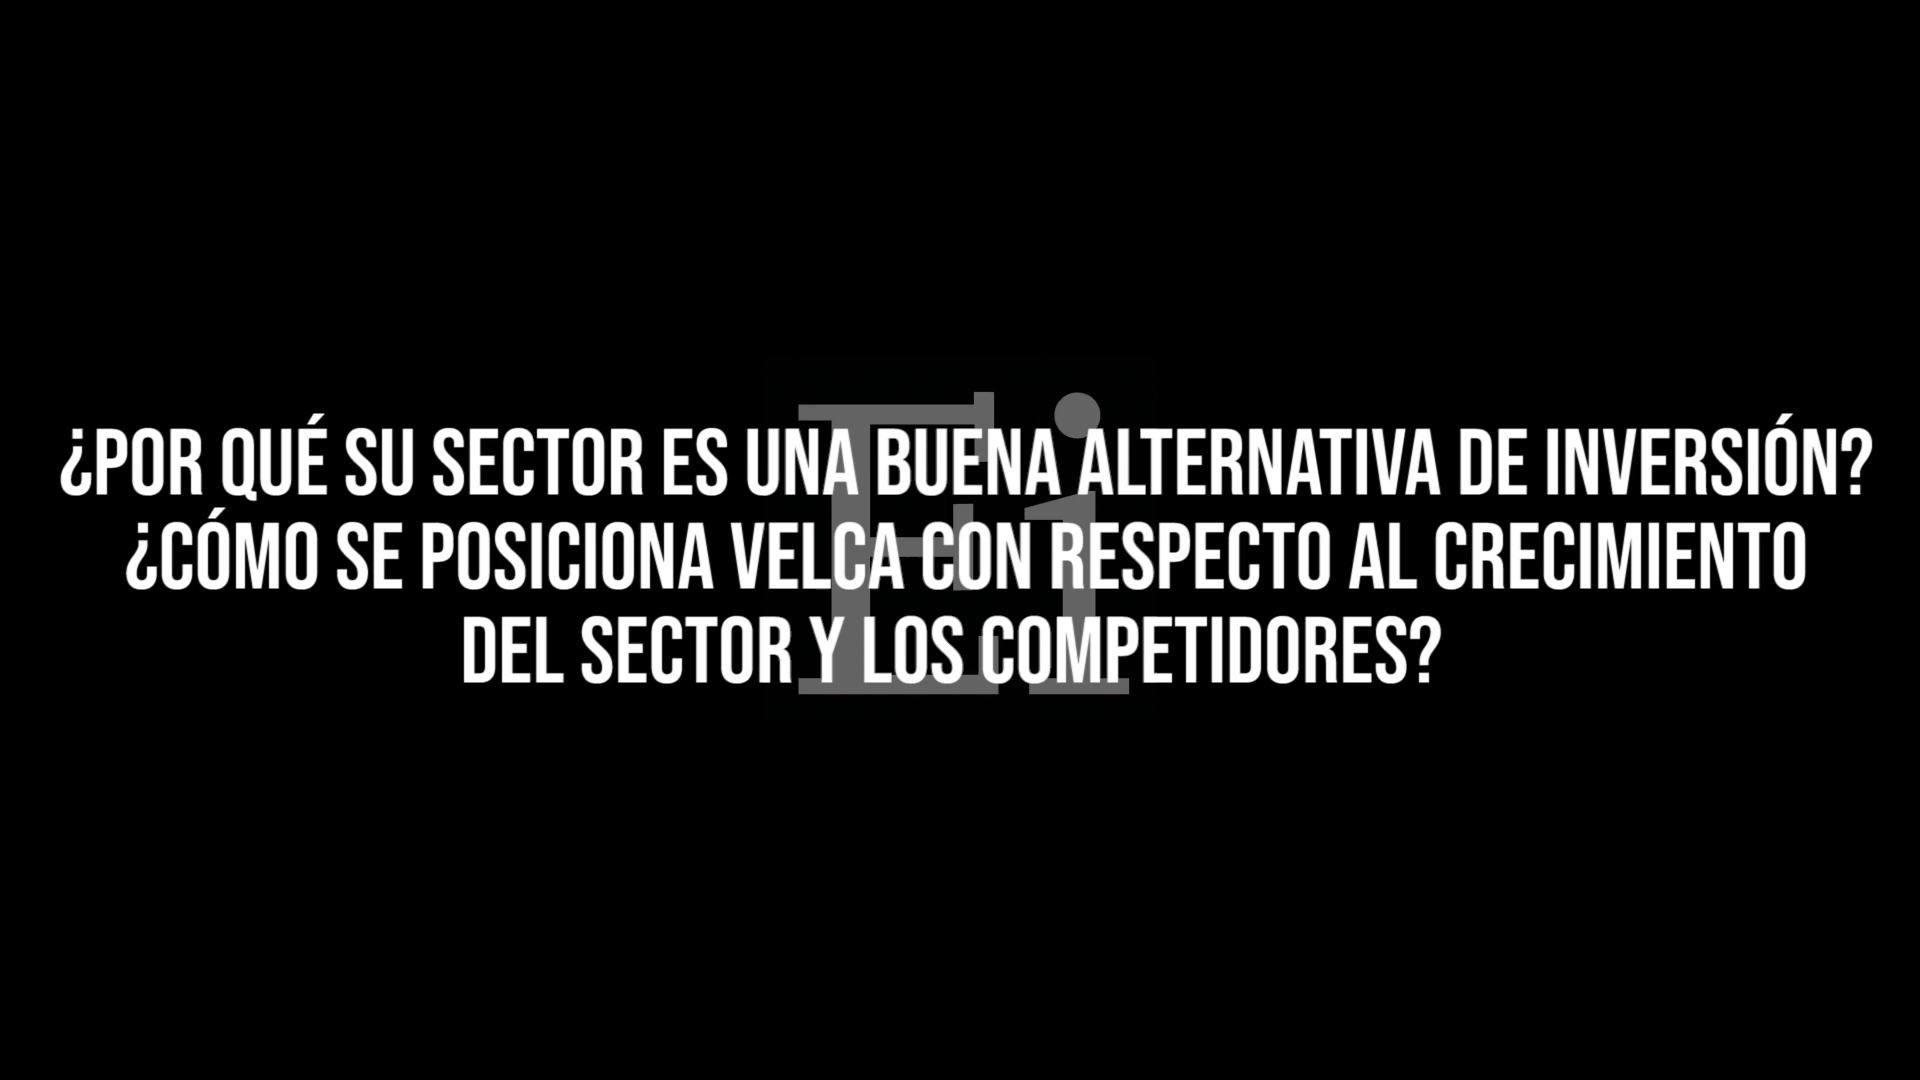 ¿POR QUÉ SU SECTOR ES UNA BUENA ALTERNATIVA DE INVERSIÓN?
¿CÓMO SE POSICIONA VELCA CON RESPECTO AL CRECIMIENTO
DEL SECTOR Y LOS COMPETIDORES?
Ei